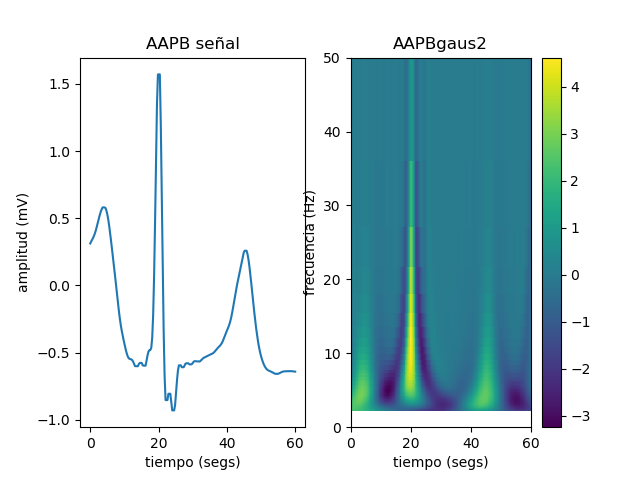 AAPB señal
amplitud (mV)
1.5
1.0
0.5
0.0
−0.5
−1.0
0 20 40 60
tiempo (segs)
AAPBgaus2
frecuencia (Hz)
50
40
30
20
10
0
0 20 40 60
tiempo (segs)
4
3
2
1
0
−1
−2
−3